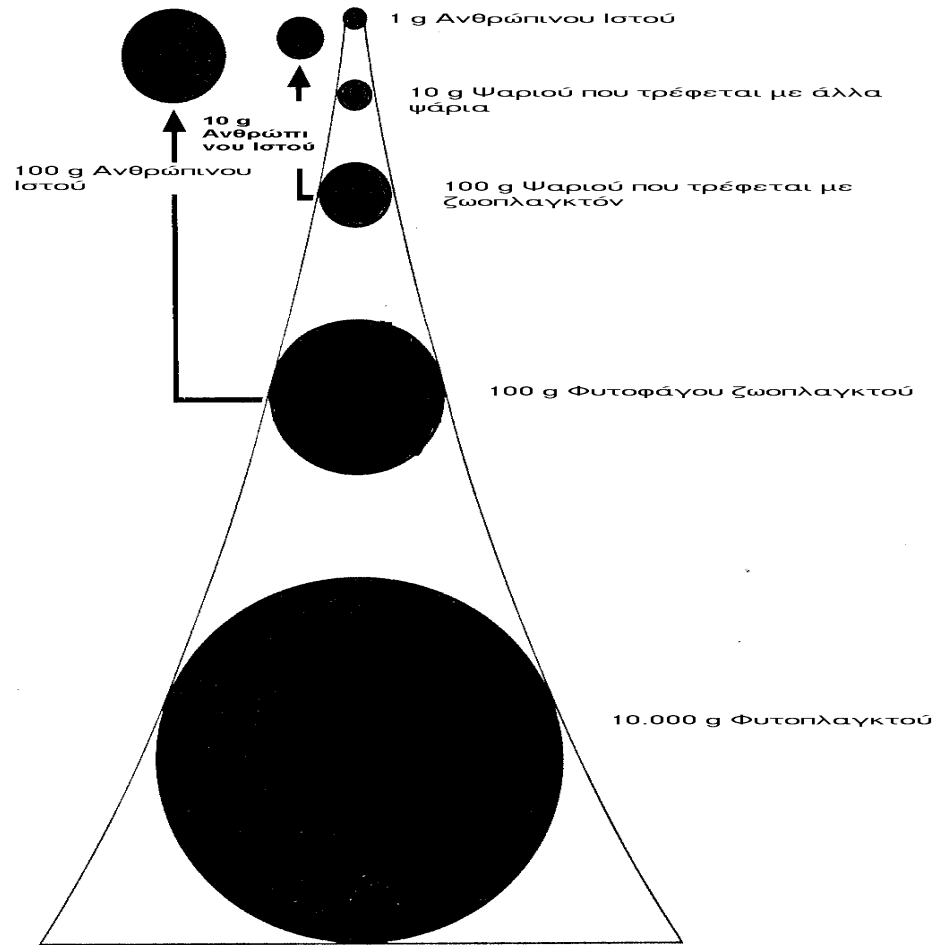 1 g Ανθρώπινου Ιστού
10 g Ψαριού που τρέφεται με άλλα
ψάρια
10 g
Ανθρώπι
νου Ιστού
100 g Ανθρώπινου
Ιστού
100 g Ψαριού που τρέφεται με
ζωοπλαγκτόν
100 g Φυτοφάγου ζωοπλαγκτού
10.000 g Φυτοπλαγκτού